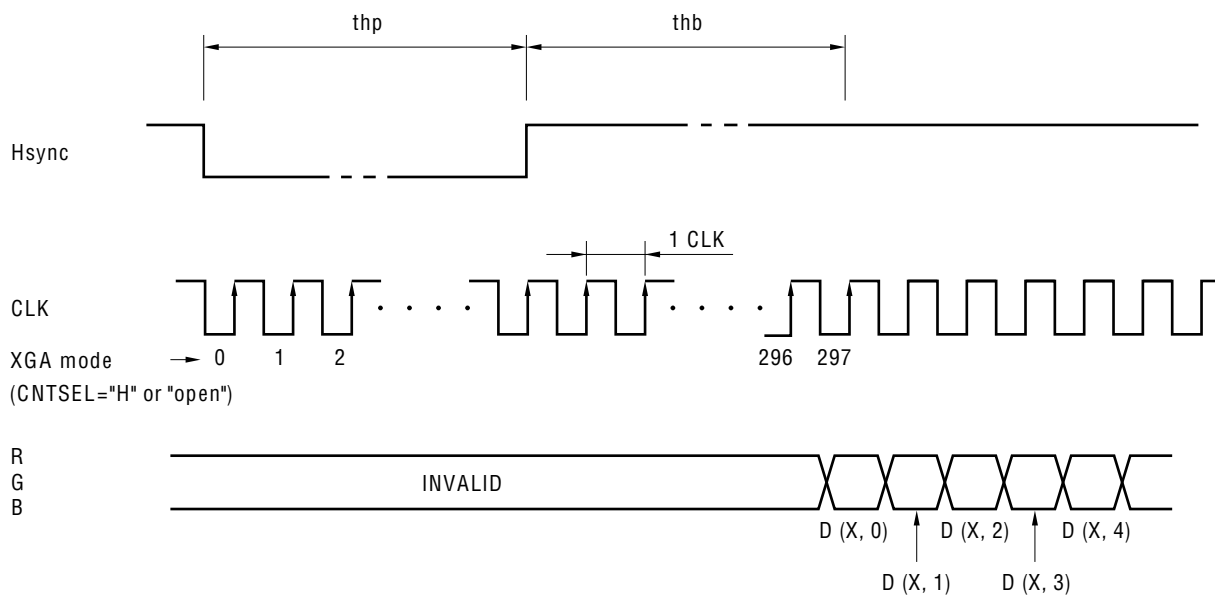 thp thb
Hsync
1 CLK
CLK
XGA mode 0 1 2 296 297
(CNTSEL="H" or "open")
R
G INVALID
B
D (X, 0) D (X, 2) D (X, 4)
D (X, 1) D (X, 3)